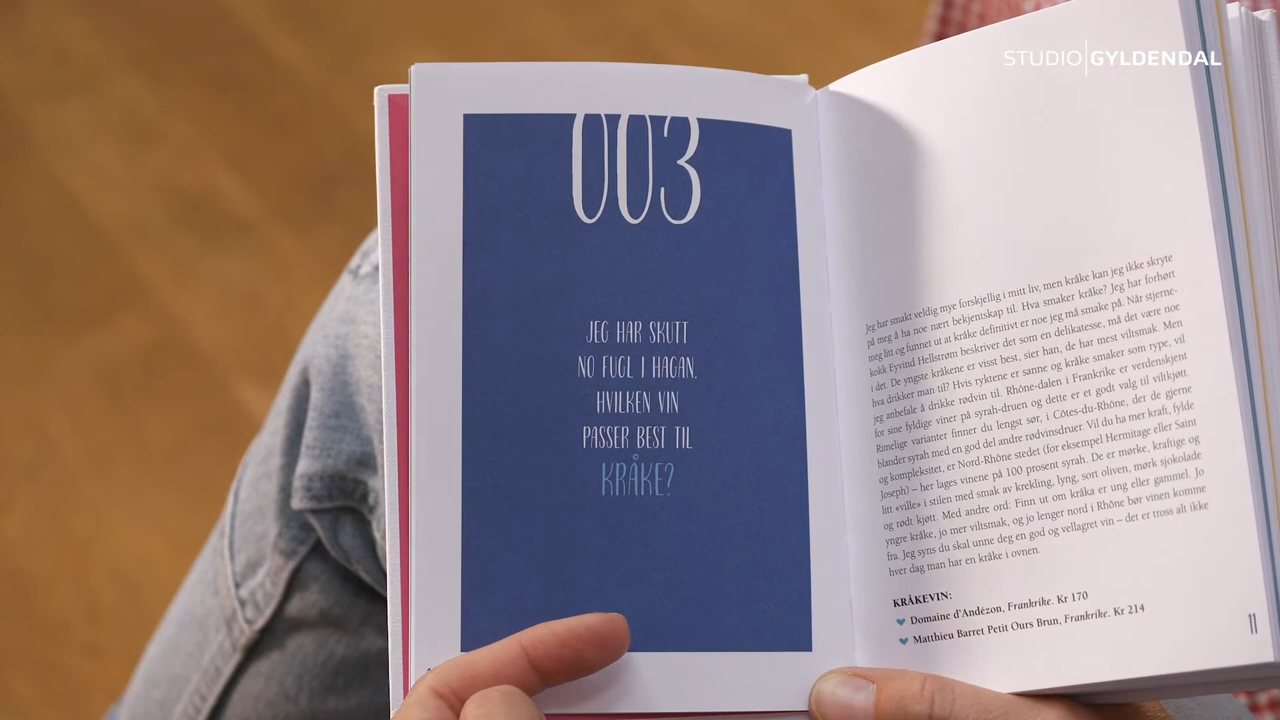 STUDIO|GYLDENDAL
003
JEG HAR SKUTT
NO FUGL I HAGAN.
HVILKEN VIN
PASSER BEST TIL
KRÅKE?
Jeg har smakt veldig mye forskjellig i mitt liv, men kråke kan jeg ikke skryte
på meg å ha noe nært bekjentskap til. Hva smaker kråke? Jeg har forhørt
meg litt og funnet ut at kråke definitivt er noe jeg må smake på. Når stjerne-
kokk Eyvind Hellstrøm beskriver det som en delikatesse, må det være noe
i det. De yngste kråkene er visst best, sier han, de har mest viltsmak. Men
hva drikker man til? Hvis ryktene er sanne og kråke smaker som rype, vil
jeg anbefale å drikke rødvin til. Rhône-dalen i Frankrike er verdenskjent
for sine fyldige viner på syrah-druen og dette er et godt valg til viltkjøtt.
Rimelige varianter finner du lengst sør, i Côtes-du-Rhône, der de gjerne
blander syrah med en god del andre rødvinsdruer. Vil du ha mer kraft, fylde
og kompleksitet, er Nord-Rhône stedet (for eksempel Hermitage eller Saint
Joseph) – her lages vinene på 100 prosent syrah. De er mørke, kraftige og
litt «ville» i stilen med smak av krekling, lyng, sort oliven, mørk sjokolade
og rødt kjøtt. Med andre ord: Finn ut om kråka er ung eller gammel. Jo
yngre kråke, jo mer viltsmak, og jo lenger nord i Rhône bør vinen komme
fra. Jeg syns du skal unne deg en god og vellagret vin – det er tross alt ikke
hver dag man har en kråke i ovnen.
KRÅKEVIN:
Domaine d'Andézon, Frankrike. Kr 170
Matthieu Barret Petit Ours Brun, Frankrike. Kr 214
11